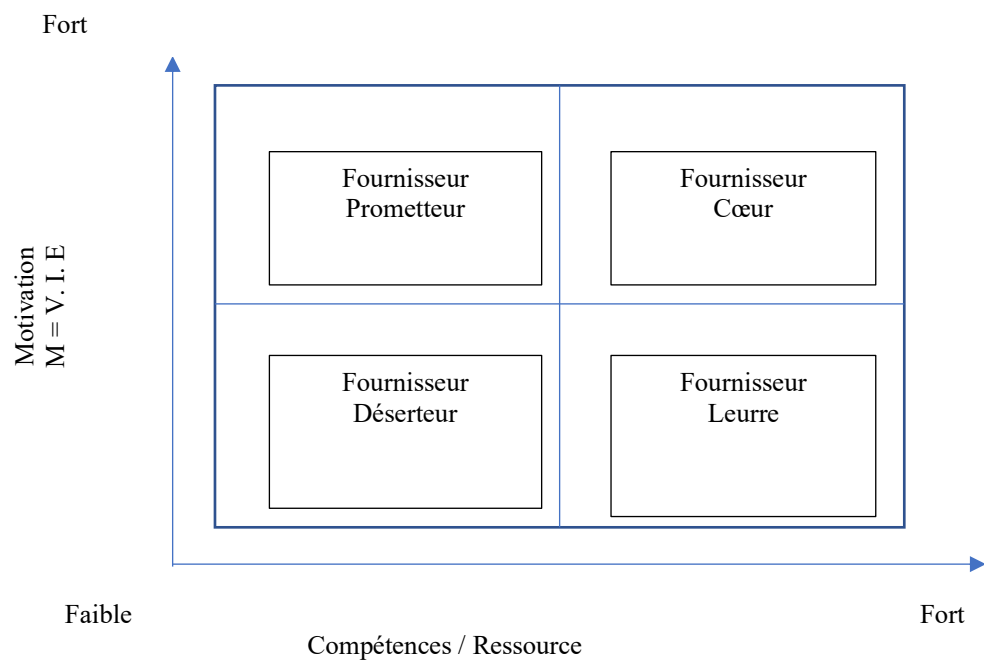 Fort
Fournisseur
Prometteur
Fournisseur
Cœur
Motivation
M = V. I. E
Fournisseur
Déserteur
Fournisseur
Leurre
Faible
Fort
Compétences / Ressource